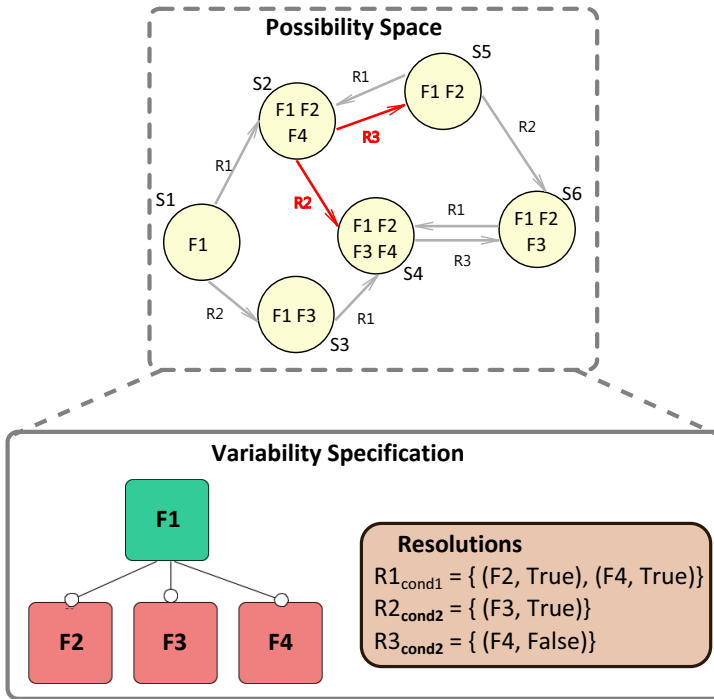 Possibility Space
S5
R1
S2
F1 F2
F1 F2
F4
R3
R2
R1
S1
R2
S6
F1 F2
R1
F1 F2
F1
F3 F4
F3
S4
R3
R2
F1 F3
R1
S3
Variability Specification
F1
Resolutions
R1cond1 = { (F2, True), (F4, True)}
R2cond2 = { (F3, True)}
R3cond2 = { (F4, False)}
F2
F3
F4